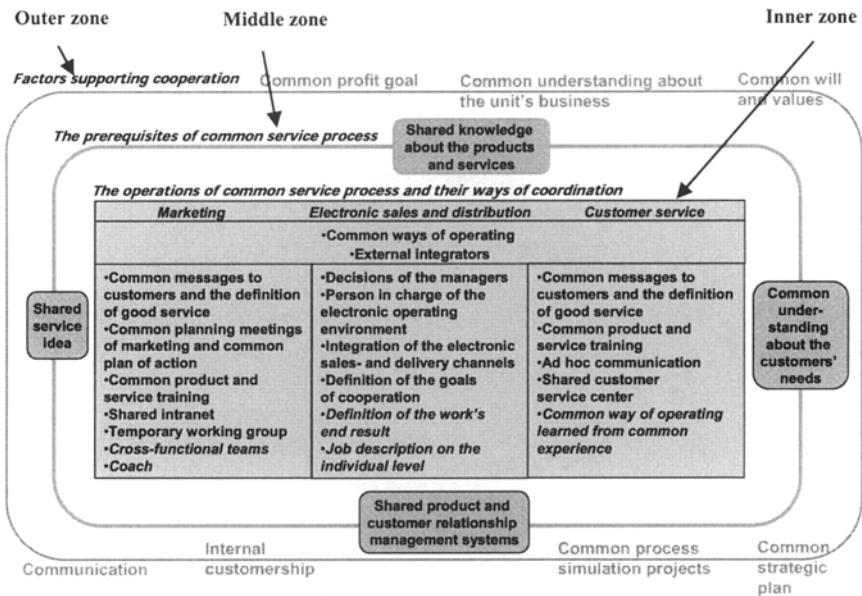 Outer zone
Middle zone
Inner zone
Factors supporting cooperation
Common profit goal
Common understanding about
the unit's business
Common will
and values
The prerequisites of common service process
Shared knowledge
about the products
and services
The operations of common service process and their ways of coordination
Marketing
Electronic sales and distribution
Customer service
•Common ways of operating
•External integrators
Shared
service
idea
•Common messages to
customers and the definition
of good service
•Common planning meetings
of marketing and common
plan of action
•Common product and
service training
•Shared intranet
•Temporary working group
•Cross-functional teams
•Coach
•Decisions of the managers
•Person in charge of the
electronic operating
environment
•Integration of the electronic
sales- and delivery channels
•Definition of the goals
of cooperation
•Definition of the work's
end result
•Job description on the
individual level
•Common messages to
customers and the definition
of good service
•Common product and
service training
•Ad hoc communication
•Shared customer
service center
•Common way of operating
learned from common
experience
Common
under-
standing
about the
customers'
needs
Shared product and
customer relationship
management systems
Communication
Internal
customership
Common process
simulation projects
Common
strategic
plan